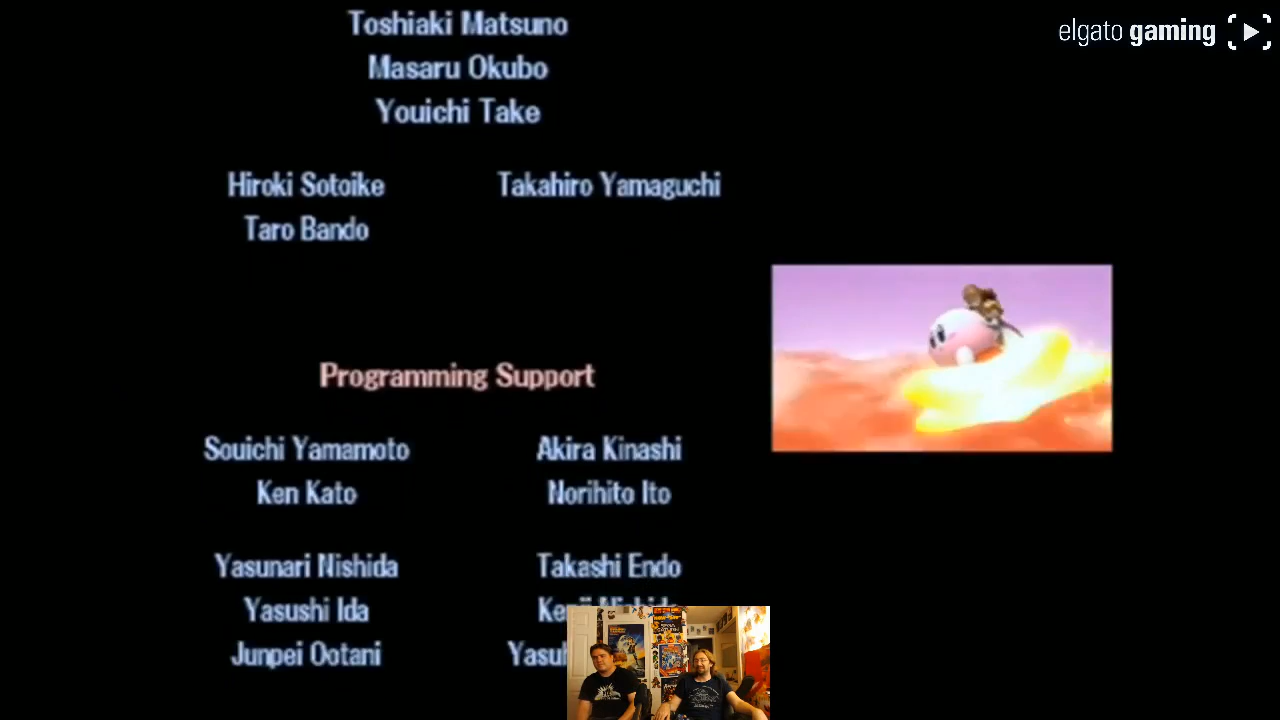 elgato gaming
Toshiaki Matsuno
Masaru Okubo
Youichi Take
Hiroki Sotoike Takahiro Yamaguchi
Taro Bando
Programming Support
Souichi Yamamoto Akira Kinashi
Ken Kato Norihito Ito
Yasunari Nishida Takashi Endo
Yasushi Ida
Junpei Ootani